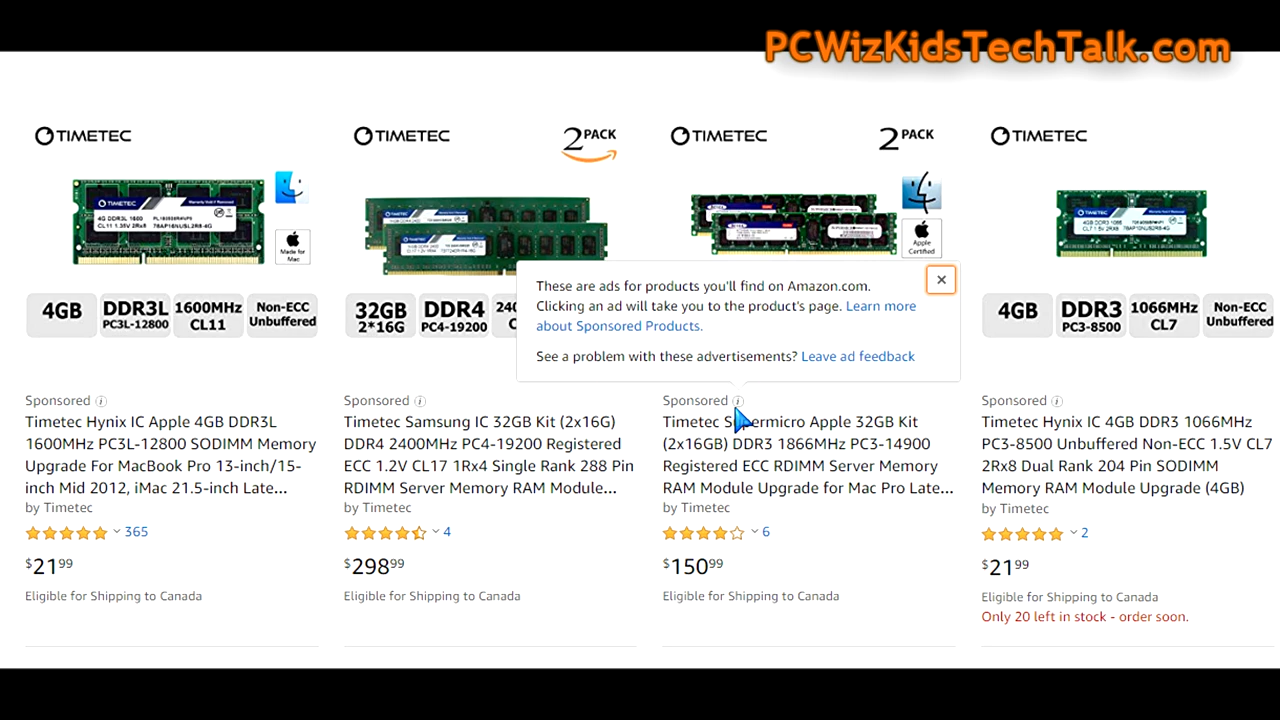 PCWizKidsTechTalk.com
TIMETEC
TIMETEC
2 PACK
TIMETEC
2 PACK
TIMETEC
Made for
Mac
Apple
Certified
4GB
DDR3L
PC3L-12800
1600MHz
CL11
Non-ECC
Unbuffered
32GB
2*16G
DDR4
PC4-19200
240
C
4GB
DDR3
PC3-8500
1066MHz
CL7
Non-ECC
Unbuffered
These are ads for products you'll find on Amazon.com.
Clicking an ad will take you to the product's page. Learn more
about Sponsored Products.
See a problem with these advertisements? Leave ad feedback
Sponsored
Timetec Hynix IC Apple 4GB DDR3L
1600MHz PC3L-12800 SODIMM Memory
Upgrade For MacBook Pro 13-inch/15-
inch Mid 2012, iMac 21.5-inch Late...
by Timetec
365
$2199
Eligible for Shipping to Canada
Sponsored
Timetec Samsung IC 32GB Kit (2x16G)
DDR4 2400MHz PC4-19200 Registered
ECC 1.2V CL17 1Rx4 Single Rank 288 Pin
RDIMM Server Memory RAM Module...
by Timetec
4
$29899
Eligible for Shipping to Canada
Sponsored
Timetec Supermicro Apple 32GB Kit
(2x16GB) DDR3 1866MHz PC3-14900
Registered ECC RDIMM Server Memory
RAM Module Upgrade for Mac Pro Late...
by Timetec
6
$15099
Eligible for Shipping to Canada
Sponsored
Timetec Hynix IC 4GB DDR3 1066MHz
PC3-8500 Unbuffered Non-ECC 1.5V CL7
2Rx8 Dual Rank 204 Pin SODIMM
Memory RAM Module Upgrade (4GB)
by Timetec
2
$2199
Eligible for Shipping to Canada
Only 20 left in stock - order soon.